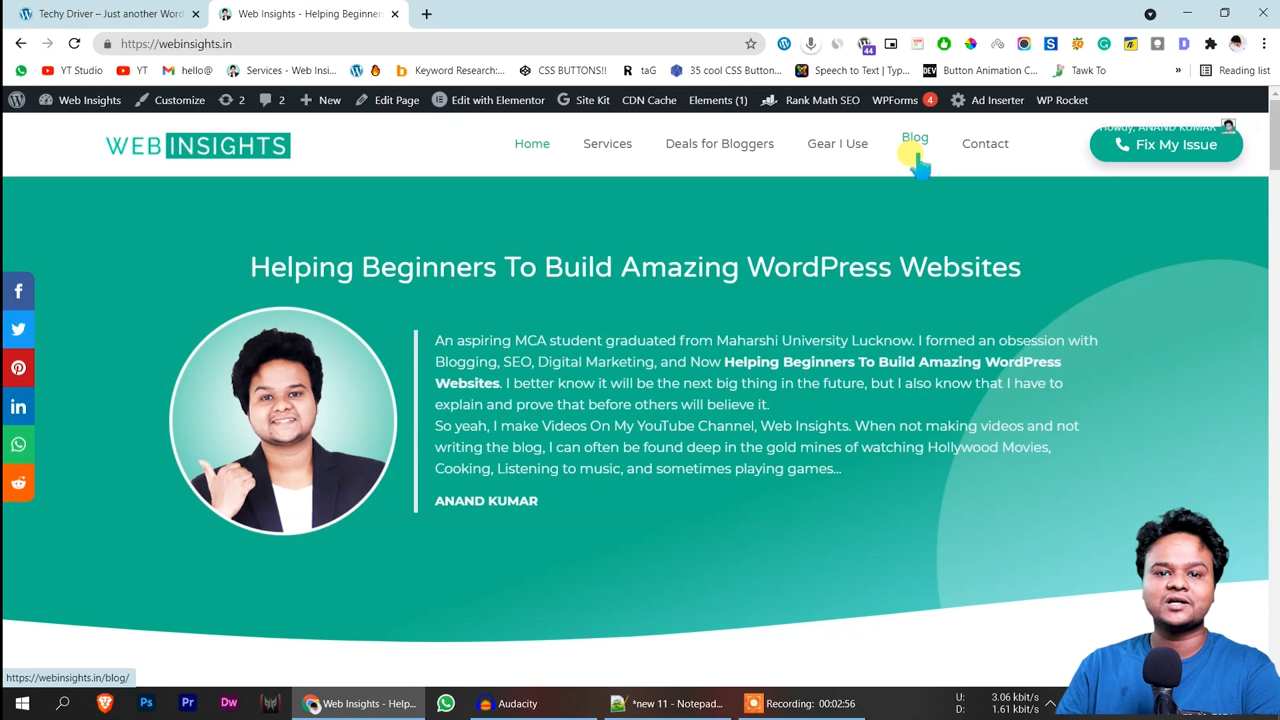 Techy Driver – Just another Word
Web Insights - Helping Beginner
https://webinsights.in
44
YT Studio
YT
hello@
Services - Web Insi...
Keyword Research:...
CSS BUTTONS!!
R taG
35 cool CSS Button...
Speech to Text | Typ...
DEV Button Animation C...
Tawk To
»
Reading list
Web Insights
Customize
2
2
New
Edit Page
Edit with Elementor
Site Kit
CDN Cache
Elements (1)
Rank Math SEO
WPForms 4
Ad Inserter
WP Rocket
Howdy, ANAND KUMAR
WEB INSIGHTS
Home
Services
Deals for Bloggers
Gear I Use
Blog
Contact
Fix My Issue
Helping Beginners To Build Amazing WordPress Websites
An aspiring MCA student graduated from Maharshi University Lucknow. I formed an obsession with
Blogging, SEO, Digital Marketing, and Now Helping Beginners To Build Amazing WordPress
Websites. I better know it will be the next big thing in the future, but I also know that I have to
explain and prove that before others will believe it.
So yeah, I make Videos On My YouTube Channel, Web Insights. When not making videos and not
writing the blog, I can often be found deep in the gold mines of watching Hollywood Movies,
Cooking, Listening to music, and sometimes playing games...
ANAND KUMAR
https://webinsights.in/blog/
Ps
Pr
Dw
Web Insights - Help...
Audacity
*new 11 - Notepad...
Recording: 00:02:56
U: 3.06 kbit/s
D: 1.61 kbit/s